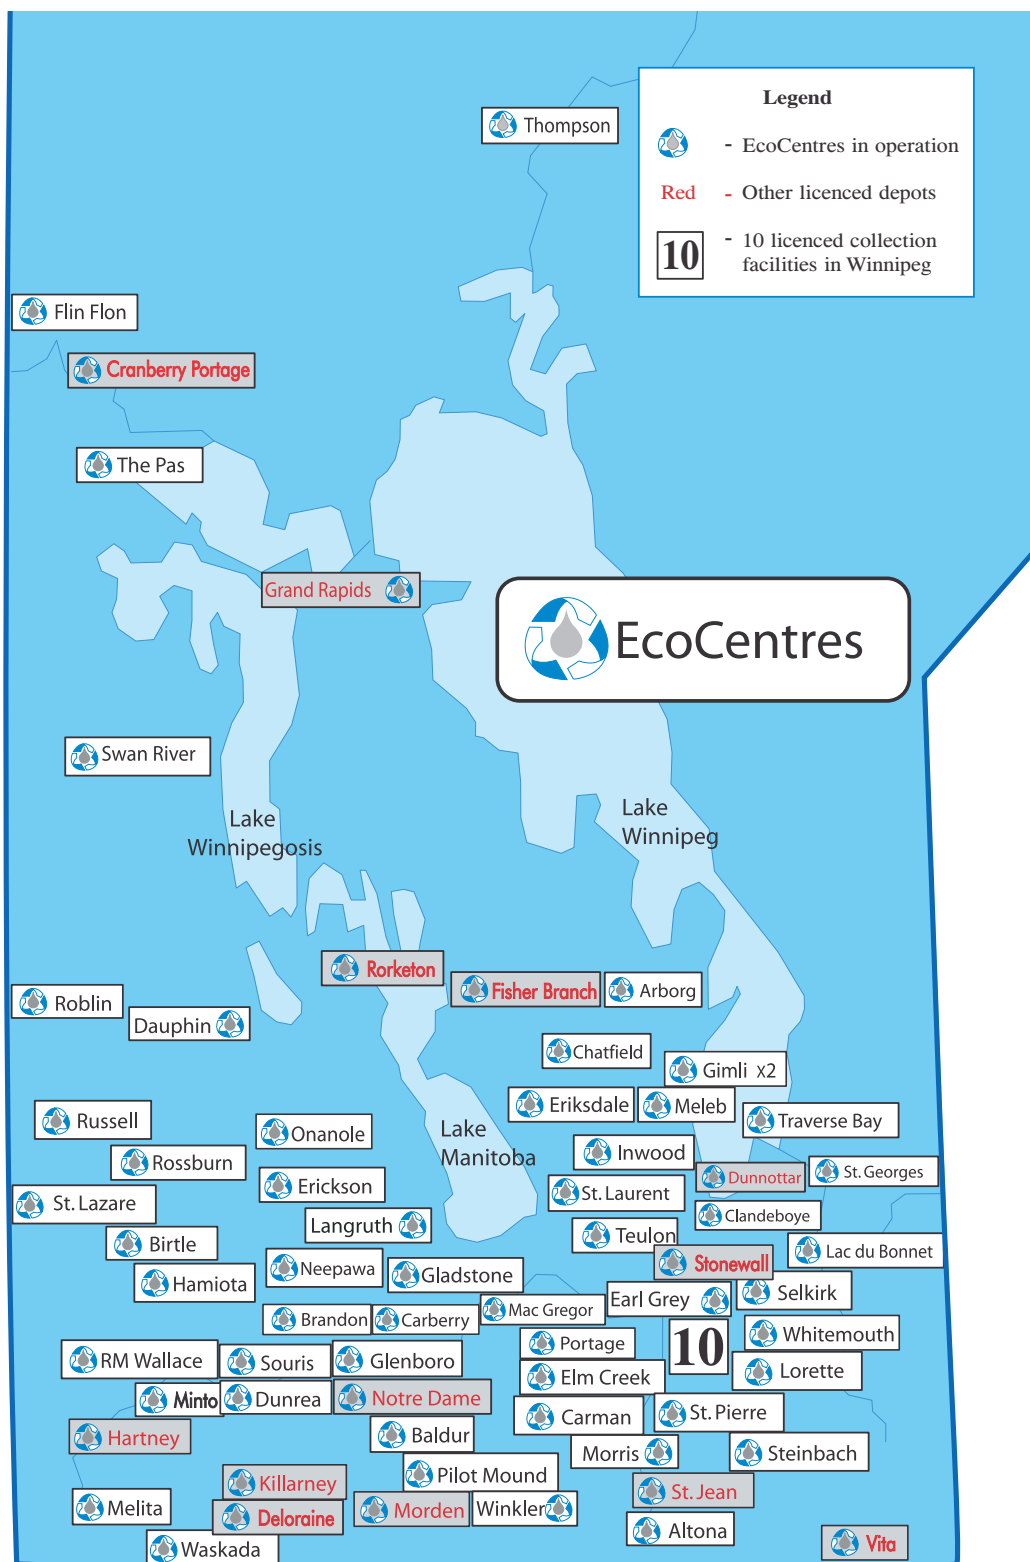 Legend
- EcoCentres in operation
Red - Other licenced depots
10 - 10 licenced collection
facilities in Winnipeg
Thompson
Flin Flon
Cranberry Portage
The Pas
Grand Rapids
EcoCentres
Swan River
Lake
Winnipegosis
Lake
Winnipeg
Rorketon
Fisher Branch
Arborg
Roblin
Dauphin
Chatfield
Gimli x2
Eriksdale
Meleb
Traverse Bay
Russell
Onanole
Lake
Manitoba
Inwood
Rossburn
Dunnottar
St. Georges
Erickson
St. Laurent
St. Lazare
Langruth
Clandeboye
Teulon
Birtle
Lac du Bonnet
Stonewall
Neepawa
Gladstone
Hamiota
Selkirk
Earl Grey
Mac Gregor
Brandon
Carberry
Whitemouth
Portage
10
RM Wallace
Souris
Glenboro
Lorette
Elm Creek
Minto
Dunrea
Notre Dame
St. Pierre
Carman
Hartney
Baldur
Morris
Steinbach
Pilot Mound
Killarney
St. Jean
Melita
Morden
Winkler
Deloraine
Altona
Vita
Waskada